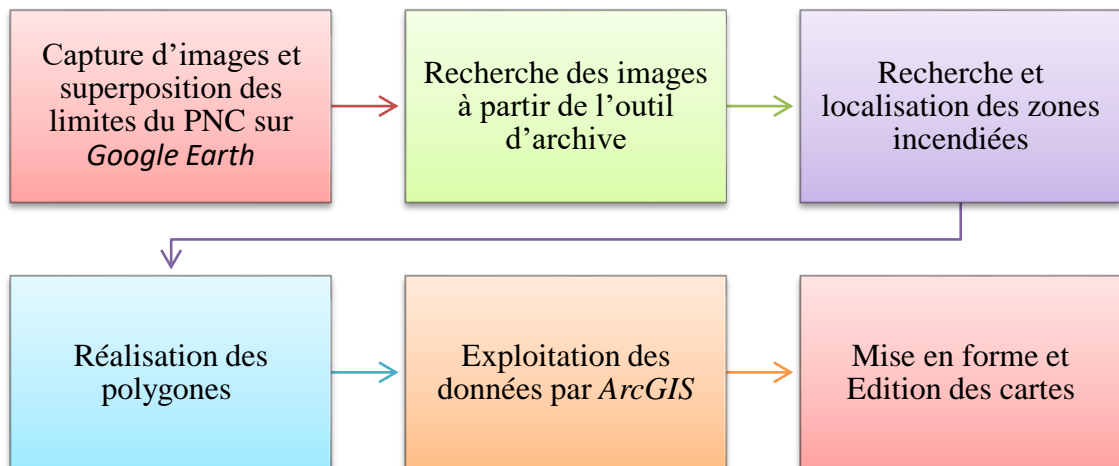 Capture d’images et
superposition des
limites du PNC sur
Google Earth
Recherche des images
à partir de l’outil
d’archive
Recherche et
localisation des zones
incendiées
Réalisation des
polygones
Exploitation des
données par ArcGIS
Mise en forme et
Edition des cartes